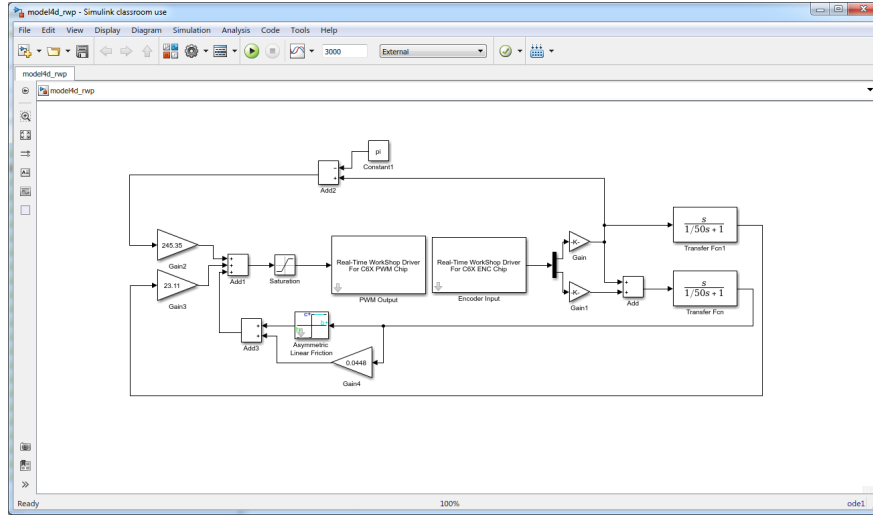 model4d_rwp - Simulink classroom use
File Edit View Display Diagram Simulation Analysis Code Tools Help
3000 External
model4d_rwp
model4d_rwp
pi
Constant1
-
+
Add2
245.35
Gain2
23.11
Gain3
+
+
+
Add1
Saturation
Real-Time WorkShop Driver
For C6X PWM Chip
PWM Output
Real-Time WorkShop Driver
For C6X ENC Chip
Encoder Input
-K-
Gain
-K-
Gain1
+
+
Add
s
1/50s + 1
Transfer Fcn1
s
1/50s + 1
Transfer Fcn
+
+
Add3
Asymmetric
Linear Friction
0.0448
Gain4
Ready 100% ode1